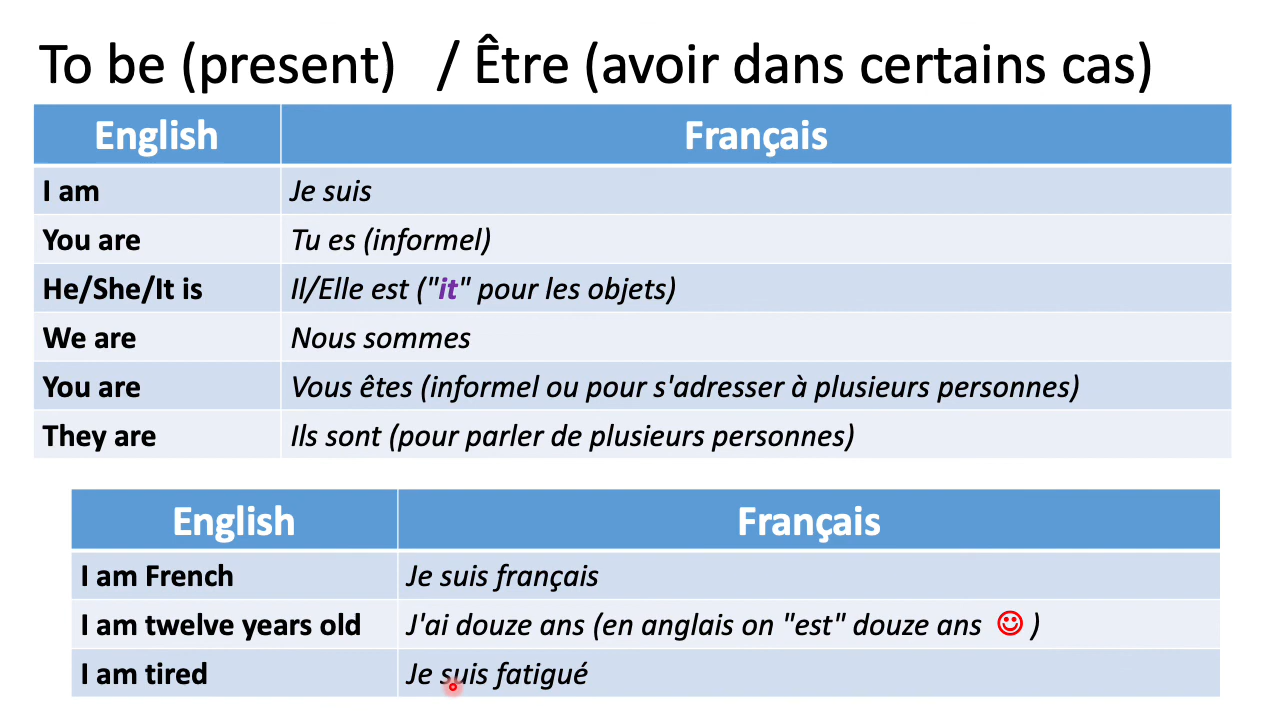 To be (present) / Être (avoir dans certains cas)
English Français
I am Je suis
You are Tu es (informel)
He/She/It is Il/Elle est ("it" pour les objets)
We are Nous sommes
You are Vous êtes (informel ou pour s'adresser à plusieurs personnes)
They are Ils sont (pour parler de plusieurs personnes)
English Français
I am French Je suis français
I am twelve years old J'ai douze ans (en anglais on "est" douze ans ☺ )
I am tired Je suis fatigué